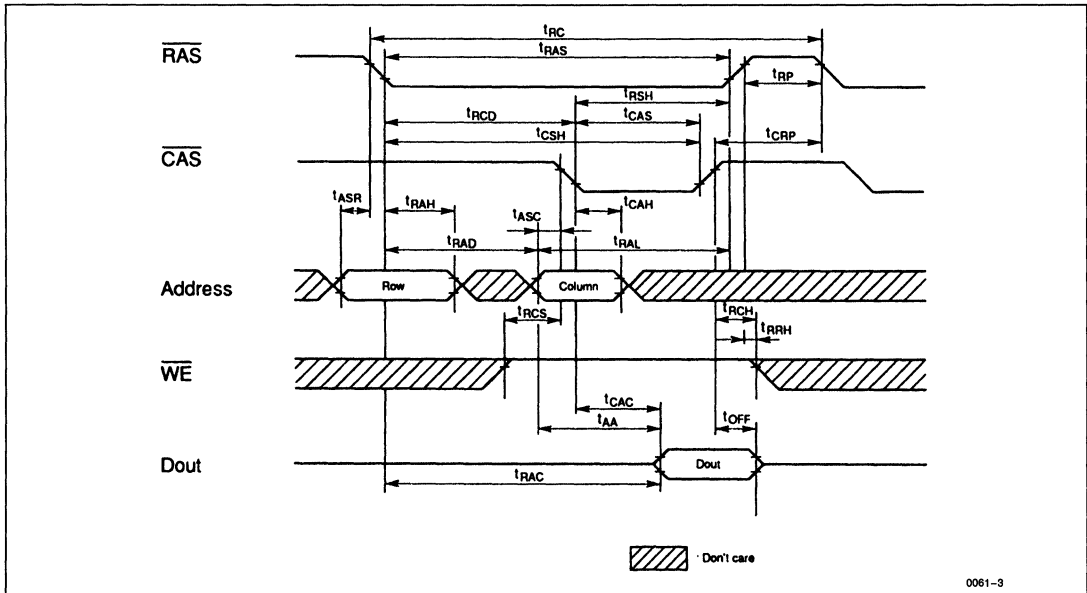 tRC
RAS
tRAS
tRP
tRSH
tRCD
tCAS
tCSH
tCRP
CAS
tASR
tRAH
tASC
tCAH
tRAD
tRAL
Address
Row
Column
tRCS
tRCH
tRRH
WE
tCAC
tAA
tOFF
Dout
Dout
tRAC
Don't care
0061-3